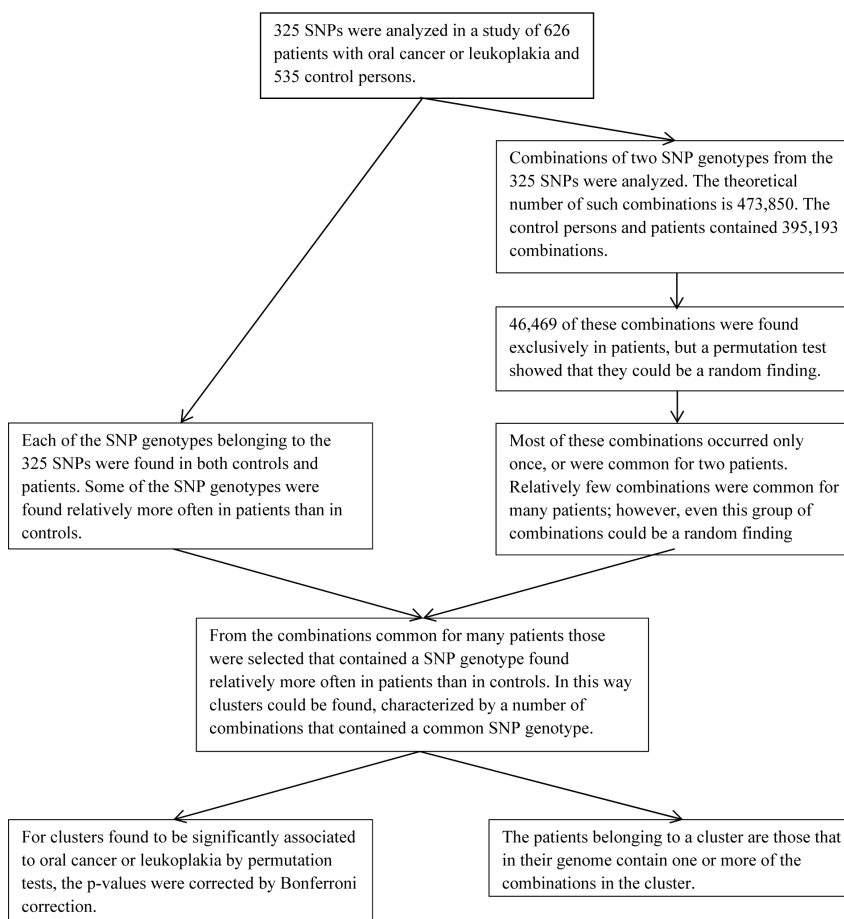 325 SNPs were analyzed in a study of 626
patients with oral cancer or leukoplakia and
535 control persons.
Combinations of two SNP genotypes from the
325 SNPs were analyzed. The theoretical
number of such combinations is 473,850. The
control persons and patients contained 395,193
combinations.
46,469 of these combinations were found
exclusively in patients, but a permutation test
showed that they could be a random finding.
Each of the SNP genotypes belonging to the
325 SNPs were found in both controls and
patients. Some of the SNP genotypes were
found relatively more often in patients than in
controls.
Most of these combinations occurred only
once, or were common for two patients.
Relatively few combinations were common for
many patients; however, even this group of
combinations could be a random finding
From the combinations common for many patients those
were selected that contained a SNP genotype found
relatively more often in patients than in controls. In this way
clusters could be found, characterized by a number of
combinations that contained a common SNP genotype.
For clusters found to be significantly associated
to oral cancer or leukoplakia by permutation
tests, the p-values were corrected by Bonferroni
correction.
The patients belonging to a cluster are those that
in their genome contain one or more of the
combinations in the cluster.